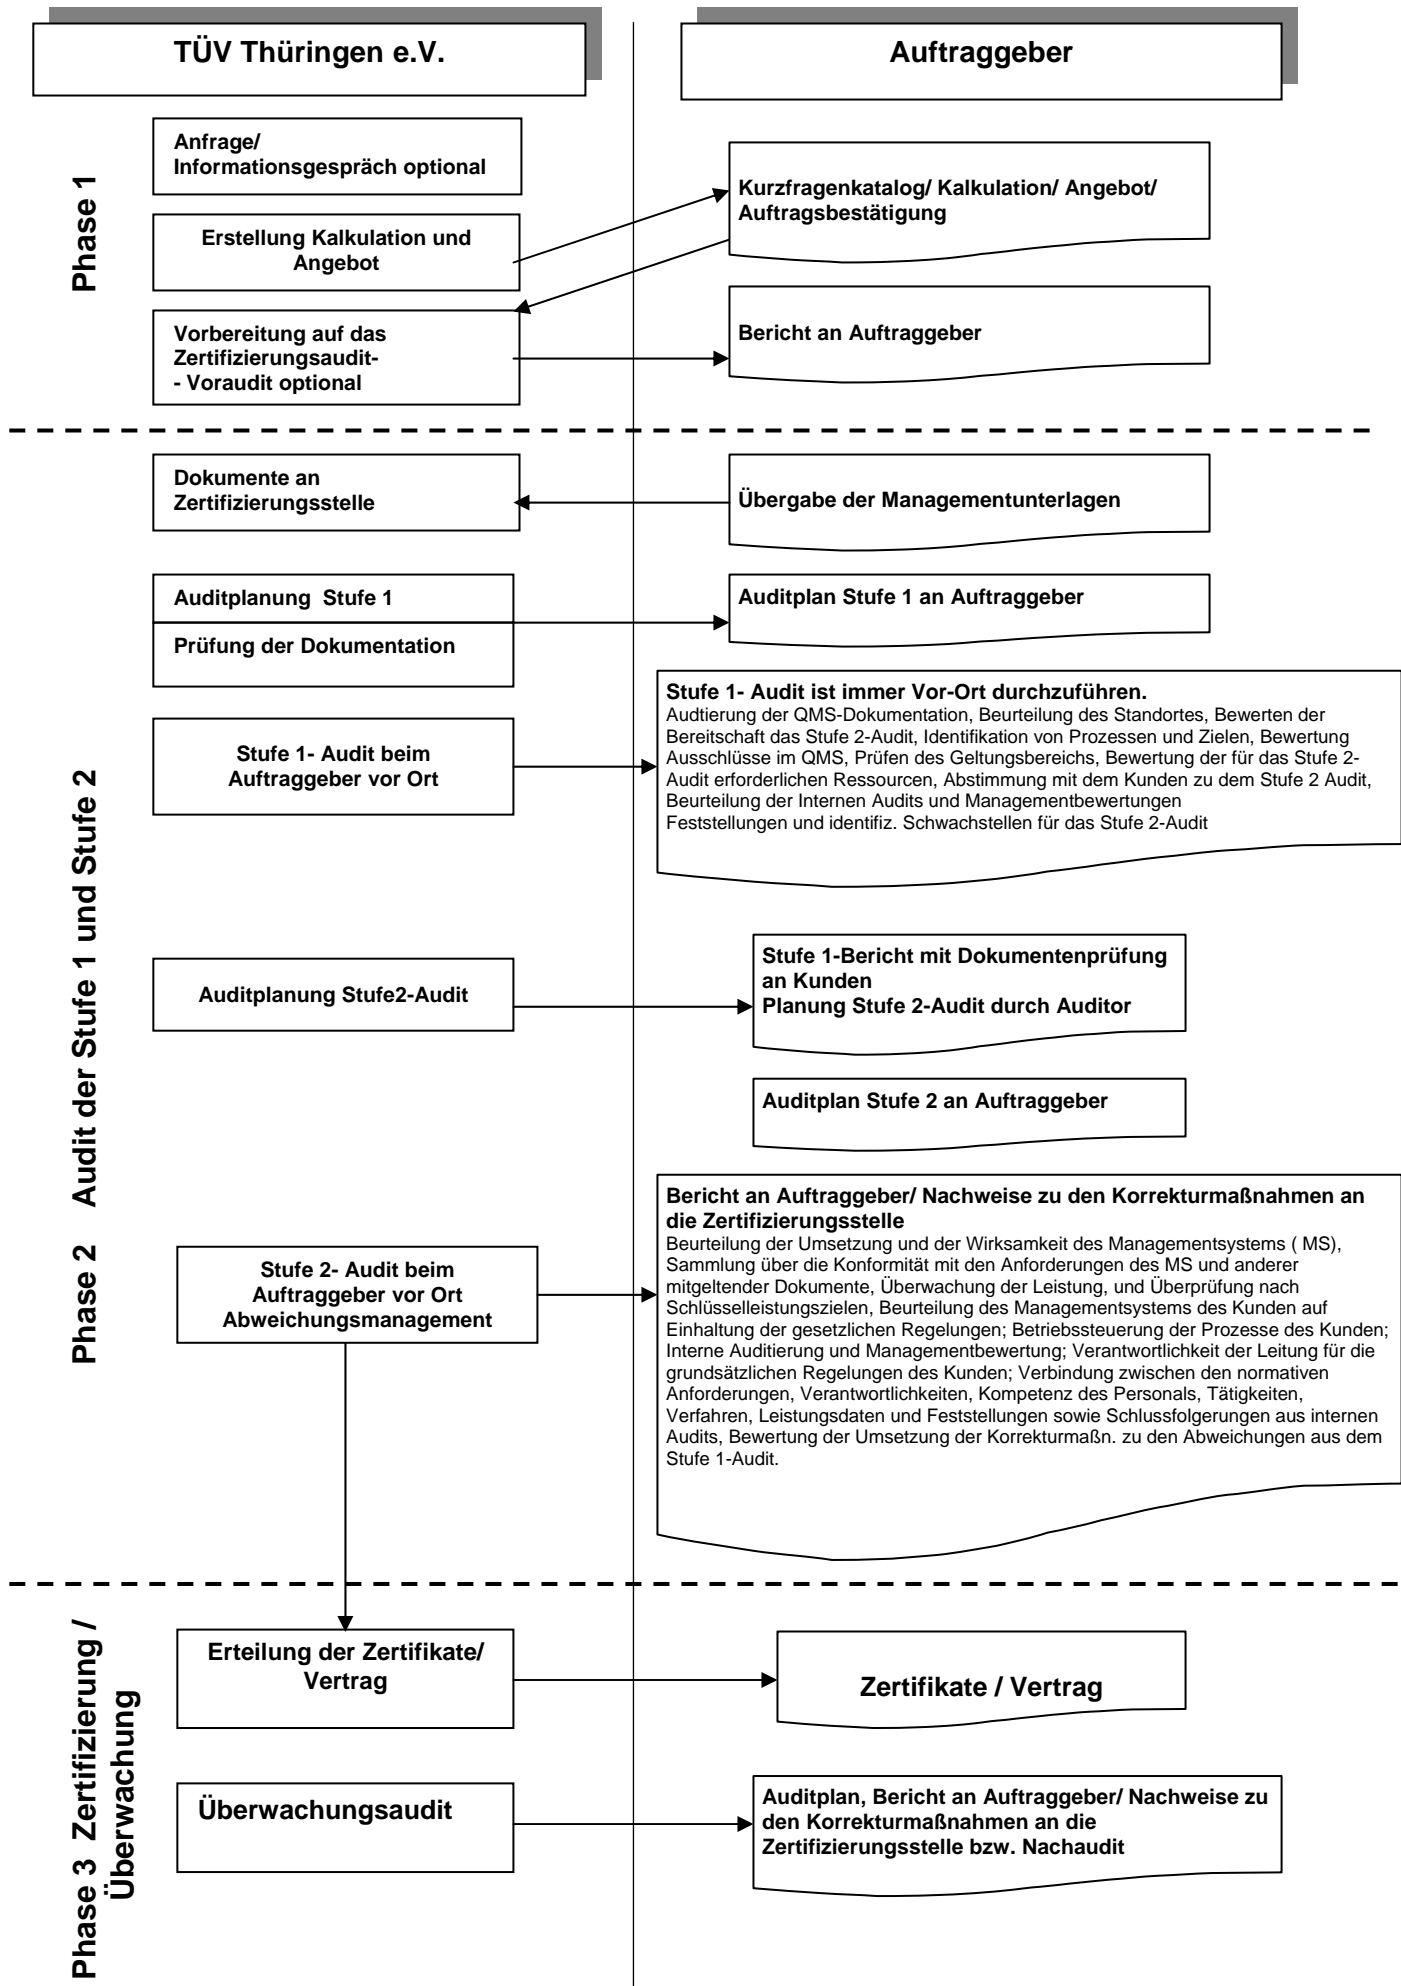 TÜV Thüringen e.V.
Auftraggeber
Phase 1
Anfrage/
Informationsgespräch optional
Kurzfragenkatalog/ Kalkulation/ Angebot/
Auftragsbestätigung
Erstellung Kalkulation und
Angebot
Vorbereitung auf das
Zertifizierungsaudit-
- Voraudit optional
Bericht an Auftraggeber
Phase 2 Audit der Stufe 1 und Stufe 2
Dokumente an
Zertifizierungsstelle
Übergabe der Managementunterlagen
Auditplanung Stufe 1
Prüfung der Dokumentation
Auditplan Stufe 1 an Auftraggeber
Stufe 1- Audit beim
Auftraggeber vor Ort
Stufe 1- Audit ist immer Vor-Ort durchzuführen.
Audtierung der QMS-Dokumentation, Beurteilung des Standortes, Bewerten der
Bereitschaft das Stufe 2-Audit, Identifikation von Prozessen und Zielen, Bewertung
Ausschlüsse im QMS, Prüfen des Geltungsbereichs, Bewertung der für das Stufe 2-
Audit erforderlichen Ressourcen, Abstimmung mit dem Kunden zu dem Stufe 2 Audit,
Beurteilung der Internen Audits und Managementbewertungen
Feststellungen und identifiz. Schwachstellen für das Stufe 2-Audit
Auditplanung Stufe2-Audit
Stufe 1-Bericht mit Dokumentenprüfung
an Kunden
Planung Stufe 2-Audit durch Auditor
Auditplan Stufe 2 an Auftraggeber
Stufe 2- Audit beim
Auftraggeber vor Ort
Abweichungsmanagement
Bericht an Auftraggeber/ Nachweise zu den Korrekturmaßnahmen an
die Zertifizierungsstelle
Beurteilung der Umsetzung und der Wirksamkeit des Managementsystems ( MS),
Sammlung über die Konformität mit den Anforderungen des MS und anderer
mitgeltender Dokumente, Überwachung der Leistung, und Überprüfung nach
Schlüsselleistungszielen, Beurteilung des Managementsystems des Kunden auf
Einhaltung der gesetzlichen Regelungen; Betriebssteuerung der Prozesse des Kunden;
Interne Auditierung und Managementbewertung; Verantwortlichkeit der Leitung für die
grundsätzlichen Regelungen des Kunden; Verbindung zwischen den normativen
Anforderungen, Verantwortlichkeiten, Kompetenz des Personals, Tätigkeiten,
Verfahren, Leistungsdaten und Feststellungen sowie Schlussfolgerungen aus internen
Audits, Bewertung der Umsetzung der Korrekturmaßn. zu den Abweichungen aus dem
Stufe 1-Audit.
Phase 3 Zertifizierung /
Überwachung
Erteilung der Zertifikate/
Vertrag
Zertifikate / Vertrag
Überwachungsaudit
Auditplan, Bericht an Auftraggeber/ Nachweise zu
den Korrekturmaßnahmen an die
Zertifizierungsstelle bzw. Nachaudit